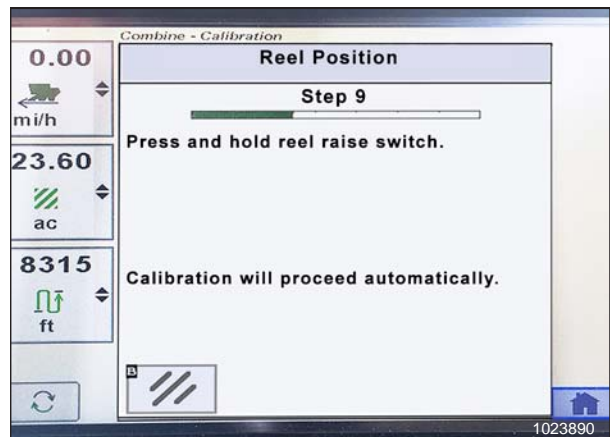 Combine - Calibration
0.00
mi/h
23.60
ac
8315
ft
Reel Position
Step 9
Press and hold reel raise switch.
Calibration will proceed automatically.
B
1023890